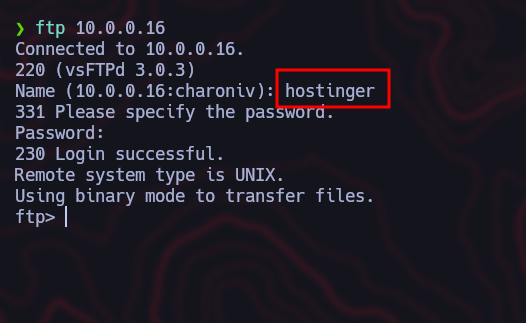 ❯ ftp 10.0.0.16
Connected to 10.0.0.16.
220 (vsFTPd 3.0.3)
Name (10.0.0.16:charoniv): hostinger
331 Please specify the password.
Password:
230 Login successful.
Remote system type is UNIX.
Using binary mode to transfer files.
ftp>